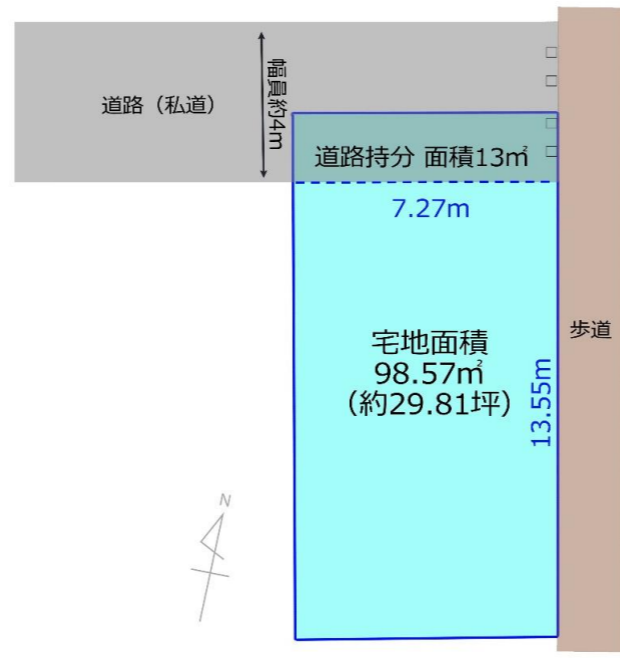 道路（私道）
幅員約4m
道路持分 面積13㎡
7.27m
宅地面積
98.57㎡
（約29.81坪）
13.55m
歩道
N